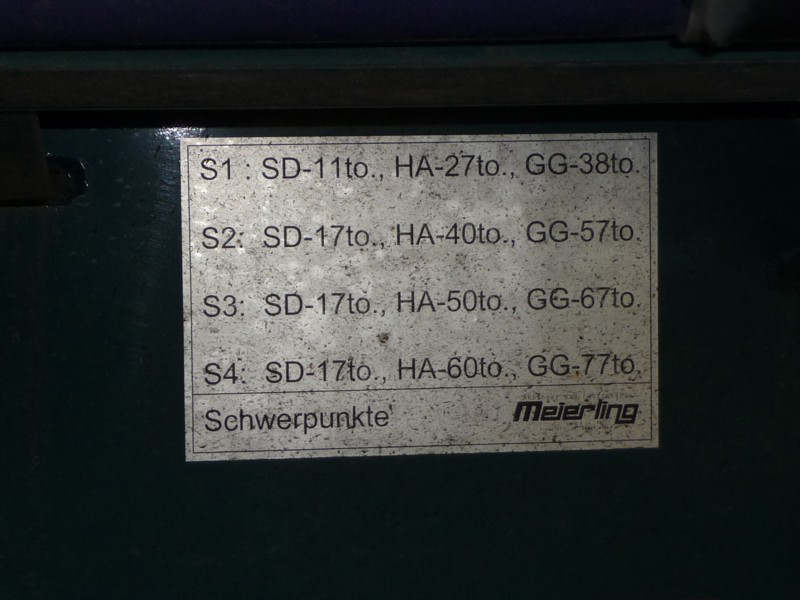 S1 : SD-11to., HA-27to., GG-38to.
S2: SD-17to., HA-40to., GG-57to.
S3: SD-17to., HA-50to., GG-67to.
S4: SD-17to., HA-60to., GG-77to.
Schwerpunkte
Meierling